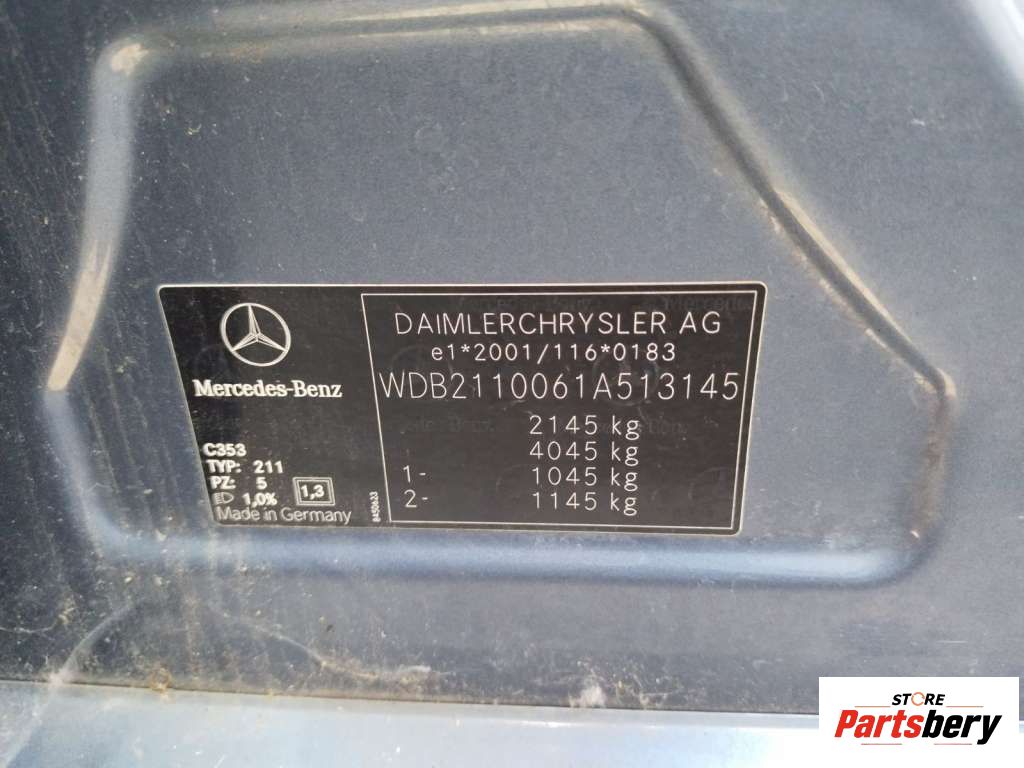 Mercedes-Benz
C353
TYP: 211
PZ: 5
1,0% 1,3
Made in Germany
8450623
DAIMLERCHRYSLER AG
e1*2001/116*0183
WDB2110061A513145
2145 kg
4045 kg
1- 1045 kg
2- 1145 kg
STORE
Partsbery